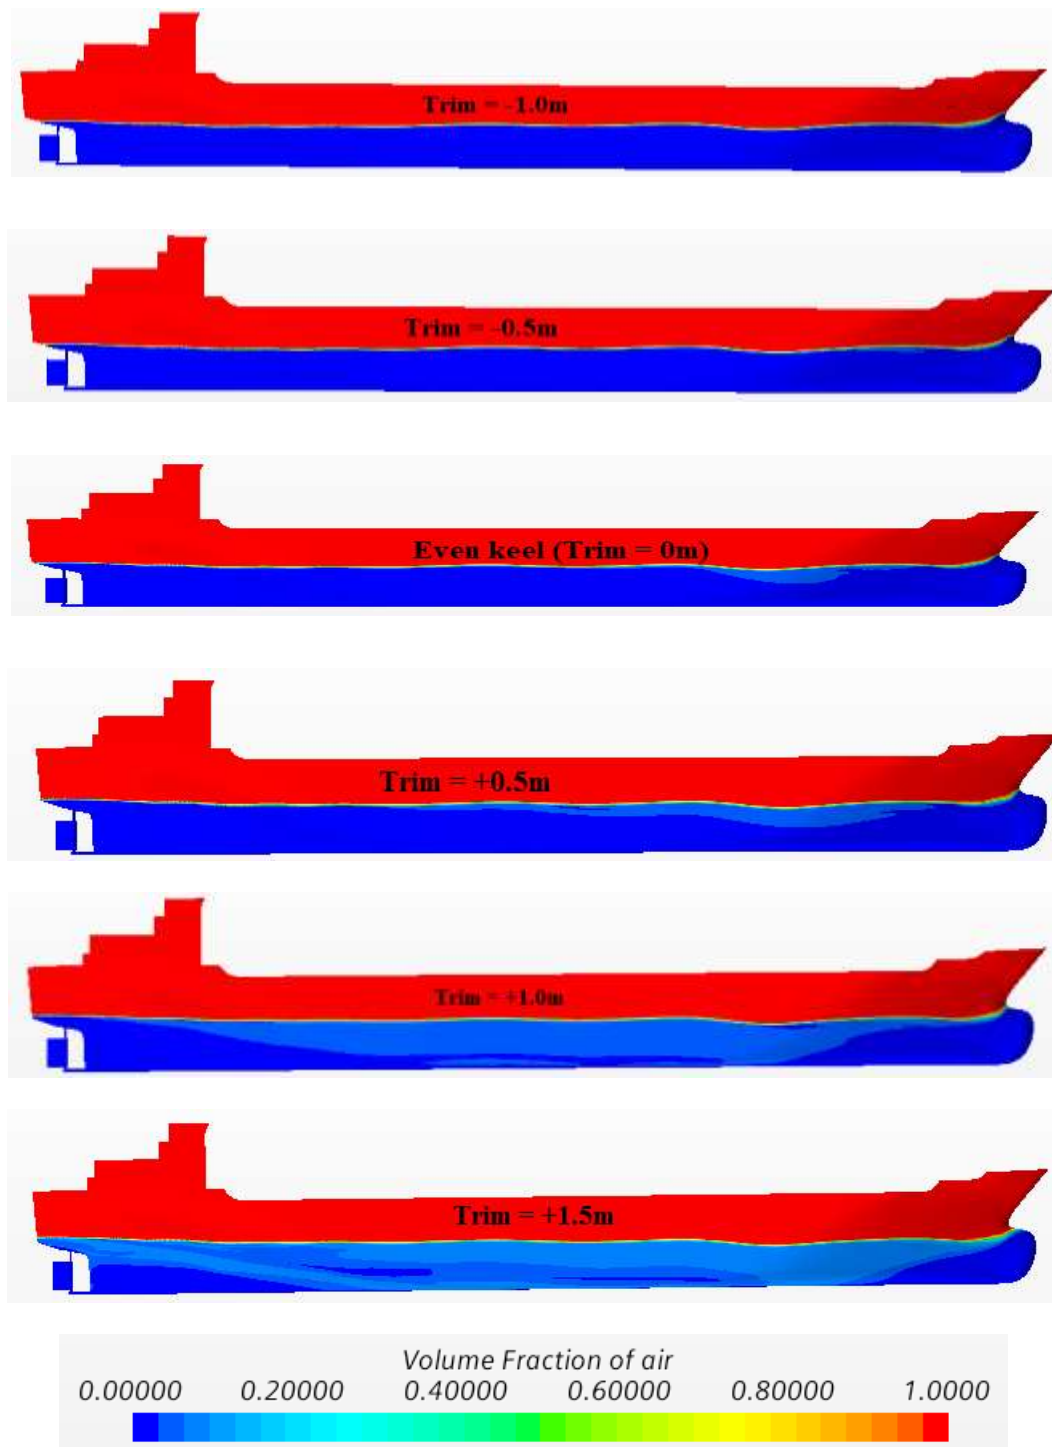 Trim = -1.0m
Trim = -0.5m
Even keel (Trim = 0m)
Trim = +0.5m
Trim = +1.0m
Trim = +1.5m
Volume Fraction of air
0.00000 0.20000 0.40000 0.60000 0.80000 1.0000